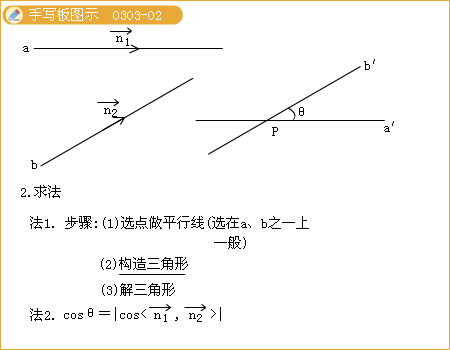 手写板图示 0303-02
a n₁
b n₂
b′
θ
P a′
2.求法
法1. 步骤:(1)选点做平行线(选在a、b之一上
一般)
(2)构造三角形
(3)解三角形
法2. cosθ=|cos<n₁→,n₂→>|